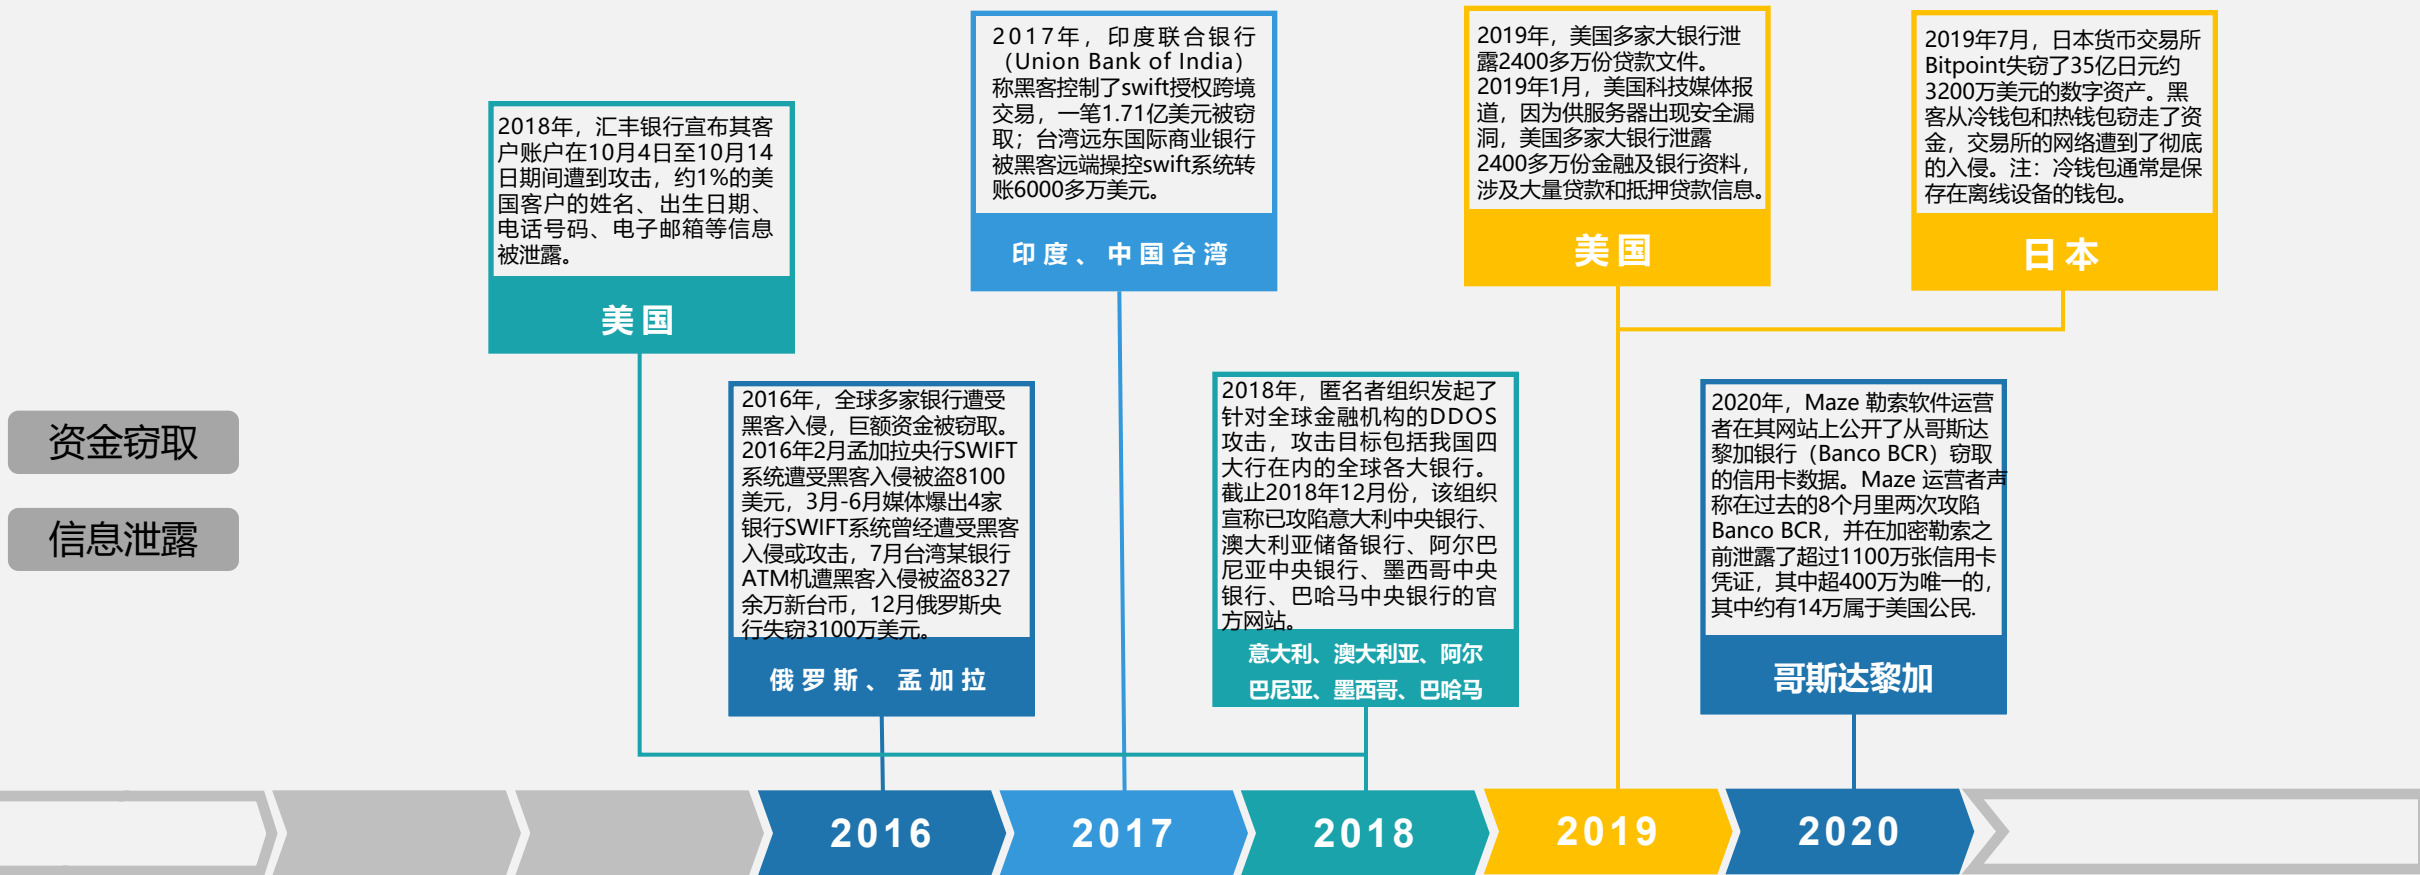 2018年，汇丰银行宣布其客
户账户在10月4日至10月14
日期间遭到攻击，约1%的美
国客户的姓名、出生日期、
电话号码、电子邮箱等信息
被泄露。
美国
2017年，印度联合银行
（Union Bank of India）
称黑客控制了swift授权跨境
交易，一笔1.71亿美元被窃
取；台湾远东国际商业银行
被黑客远端操控swift系统转
账6000多万美元。
印度、中国台湾
2019年，美国多家大银行泄
露2400多万份贷款文件。
2019年1月，美国科技媒体报
道，因为供服务器出现安全漏
洞，美国多家大银行泄露
2400多万份金融及银行资料，
涉及大量贷款和抵押贷款信息。
美国
2019年7月，日本货币交易所
Bitpoint失窃了35亿日元约
3200万美元的数字资产。黑
客从冷钱包和热钱包窃走了资
金，交易所的网络遭到了彻底
的入侵。注：冷钱包通常是保
存在离线设备的钱包。
日本
资金窃取
信息泄露
2016年，全球多家银行遭受
黑客入侵，巨额资金被窃取。
2016年2月孟加拉央行SWIFT
系统遭受黑客入侵被盗8100
美元，3月-6月媒体爆出4家
银行SWIFT系统曾经遭受黑客
入侵或攻击，7月台湾某银行
ATM机遭黑客入侵被盗8327
余万新台币，12月俄罗斯央
行失窃3100万美元。
俄罗斯、孟加拉
2018年，匿名者组织发起了
针对全球金融机构的DDOS
攻击，攻击目标包括我国四
大行在内的全球各大银行。
截止2018年12月份，该组织
宣称已攻陷意大利中央银行、
澳大利亚储备银行、阿尔巴
尼亚中央银行、墨西哥中央
银行、巴哈马中央银行的官
方网站。
意大利、澳大利亚、阿尔
巴尼亚、墨西哥、巴哈马
2020年，Maze 勒索软件运营
者在其网站上公开了从哥斯达
黎加银行（Banco BCR）窃取
的信用卡数据。Maze 运营者声
称在过去的8个月里两次攻陷
Banco BCR，并在加密勒索之
前泄露了超过1100万张信用卡
凭证，其中超400万为唯一的，
其中约有14万属于美国公民.
哥斯达黎加
2016
2017
2018
2019
2020